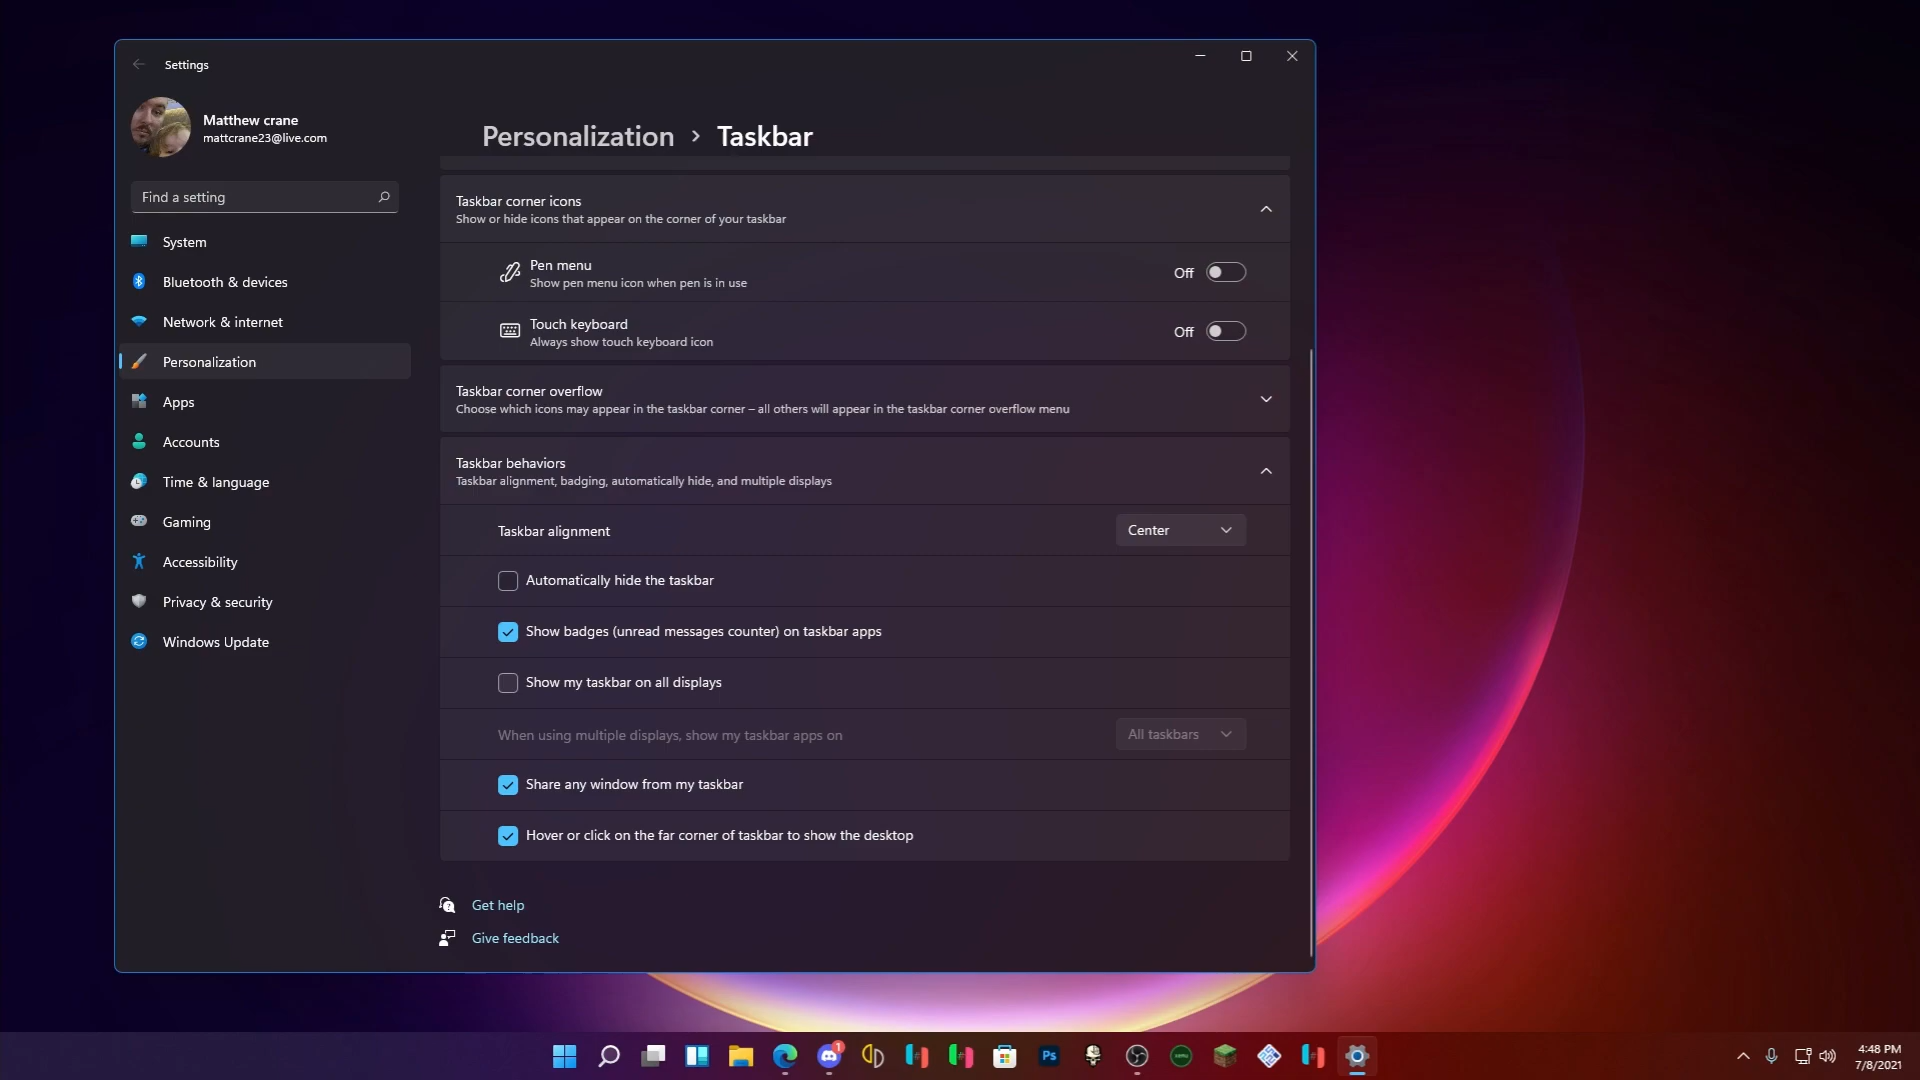 Settings
Matthew crane
mattcrane23@live.com
Find a setting
System
Bluetooth & devices
Network & internet
Personalization
Apps
Accounts
Time & language
Gaming
Accessibility
Privacy & security
Windows Update
Personalization > Taskbar
Taskbar corner icons
Show or hide icons that appear on the corner of your taskbar
Pen menu
Show pen menu icon when pen is in use
Off
Touch keyboard
Always show touch keyboard icon
Off
Taskbar corner overflow
Choose which icons may appear in the taskbar corner – all others will appear in the taskbar corner overflow menu
Taskbar behaviors
Taskbar alignment, badging, automatically hide, and multiple displays
Taskbar alignment
Center
Automatically hide the taskbar
Show badges (unread messages counter) on taskbar apps
Show my taskbar on all displays
When using multiple displays, show my taskbar apps on
All taskbars
Share any window from my taskbar
Hover or click on the far corner of taskbar to show the desktop
Get help
Give feedback
1
Ps
4:48 PM
7/8/2021